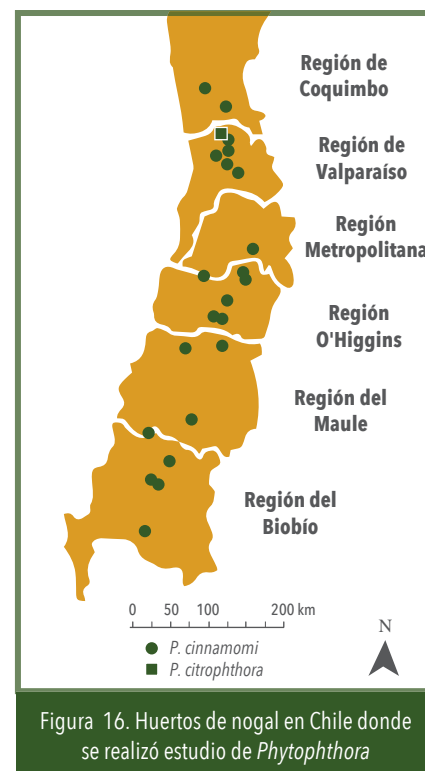 Región de
Coquimbo
Región de
Valparaíso
Región
Metropolitana
Región
O'Higgins
Región del
Maule
Región del
Biobío
0 50 100 200 km
P. cinnamomi
P. citrophthora
N
Figura 16. Huertos de nogal en Chile donde
se realizó estudio de Phytophthora